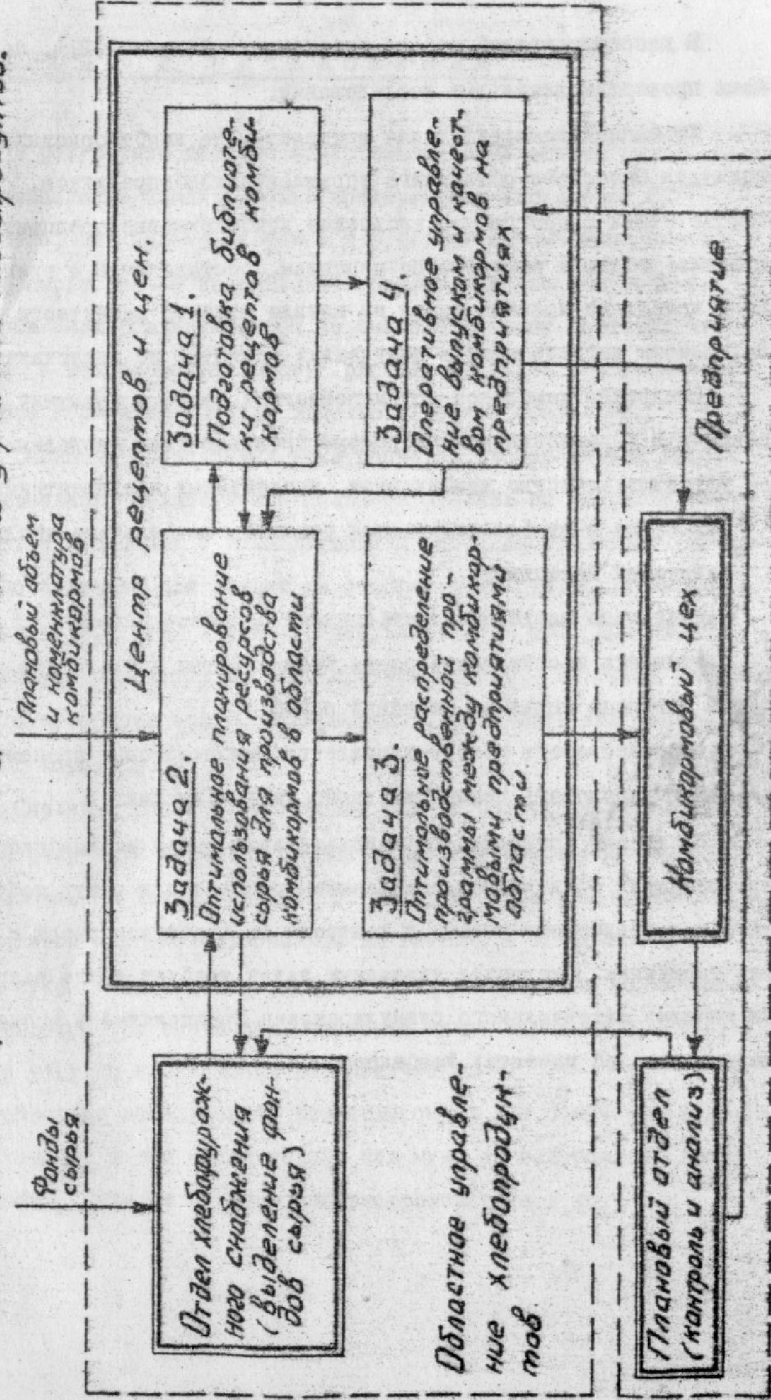 Фонды
сырья
Плановый объем
и номенклатура
комбикормов
Центр рецептов и цен.
Отдел хлебофураж-
ного снабжения
(выделение фон-
дов сырья)
Задача 2.
Оптимальное планирование
использования ресурсов
сырья для производства
комбикормов в области
Задача 1.
Подготовка библиоте-
ки рецептов комби-
кормов
Задача 3
Оптимальное распределение
производственной про-
граммы между комбикор-
мовыми предприятиями
области
Задача 4
Оперативное управле-
ние выпуском и качест-
вом комбикормов на
предприятии
Областное управле-
ние хлебопродук-
тов
Предприятие
Плановый отдел
(контроль и анализ)
Комбикормовый цех